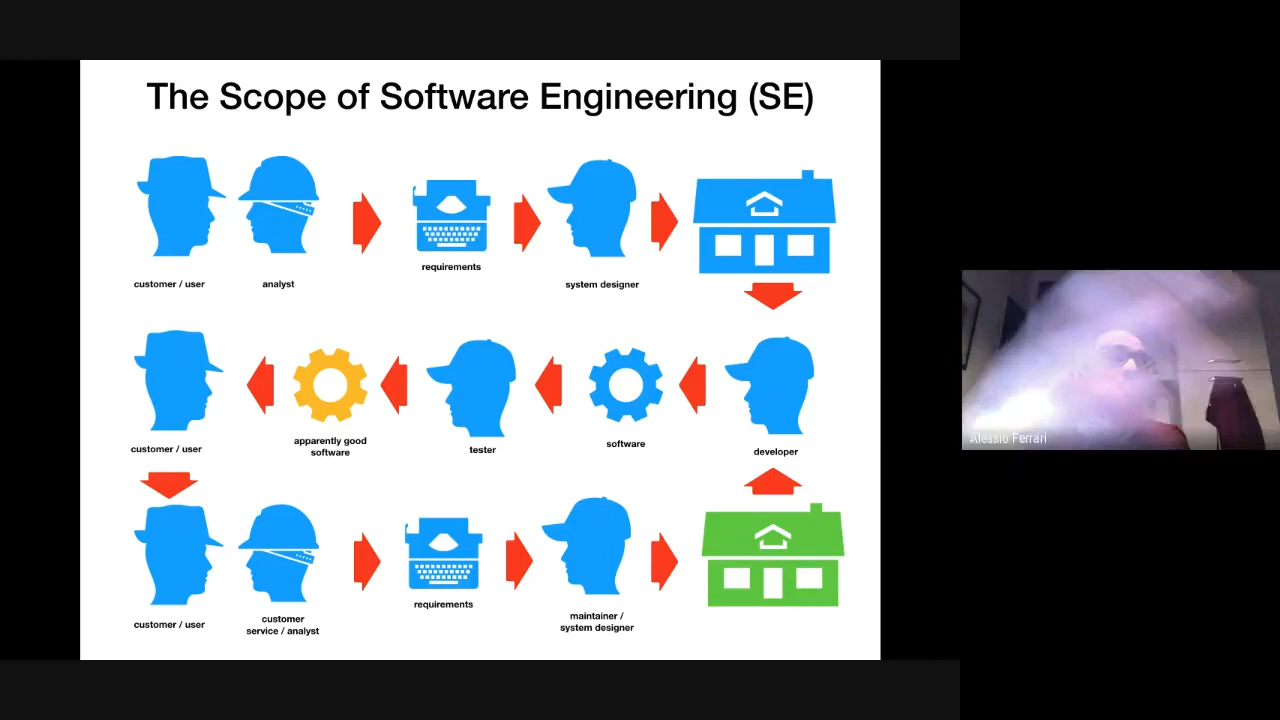 The Scope of Software Engineering (SE)
customer / user
analyst
requirements
system designer
customer / user
apparently good
software
tester
software
developer
customer / user
customer
service / analyst
requirements
maintainer /
system designer
Alessio Ferrari